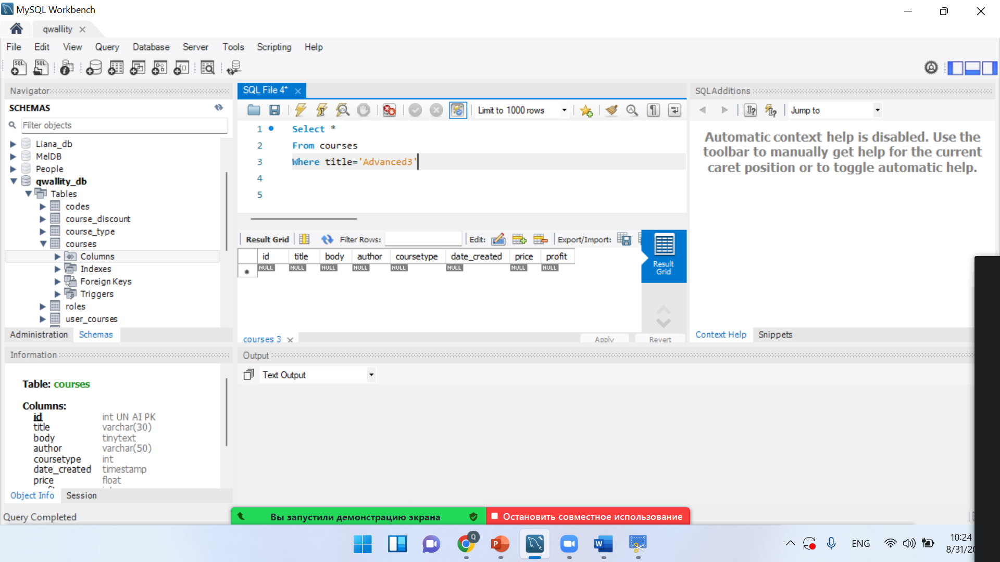 MySQL Workbench
qwallity
File Edit View Query Database Server Tools Scripting Help
Navigator
SCHEMAS
Filter objects
Liana_db
MelDB
People
qwallity_db
Tables
codes
course_discount
course_type
courses
Columns
Indexes
Foreign Keys
Triggers
roles
user_courses
Administration Schemas
Information
Table: courses
Columns:
id int UN AI PK
title varchar(30)
body tinytext
author varchar(50)
coursetype int
date_created timestamp
price float
Object Info Session
Query Completed
SQL File 4*
Limit to 1000 rows
1 Select *
2 From courses
3 Where title='Advanced3'
4
5
Result Grid Filter Rows: Edit: Export/Import:
id title body author coursetype date_created price profit
* NULL NULL NULL NULL NULL NULL NULL NULL
Result
Grid
courses 3
Apply Revert
Output
Text Output
SQLAdditions
Jump to
Automatic context help is disabled. Use the
toolbar to manually get help for the current
caret position or to toggle automatic help.
Context Help Snippets
Вы запустили демонстрацию экрана
Остановить совместное использование
ENG
10:24
8/31/20